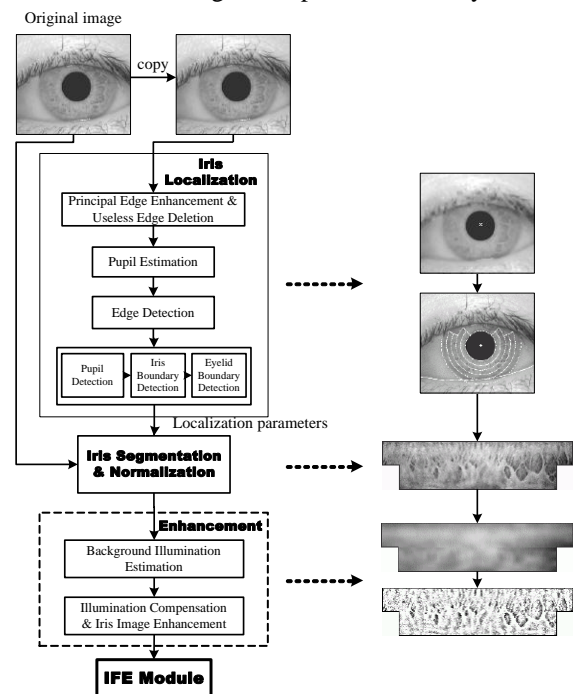 Original image
copy
Iris
Localization
Principal Edge Enhancement &
Useless Edge Deletion
Pupil Estimation
Edge Detection
Pupil
Detection
Iris
Boundary
Detection
Eyelid
Boundary
Detection
Localization parameters
Iris Segmentation
& Normalization
Enhancement
Background Illumination
Estimation
Illumination Compensation
& Iris Image Enhancement
IFE Module